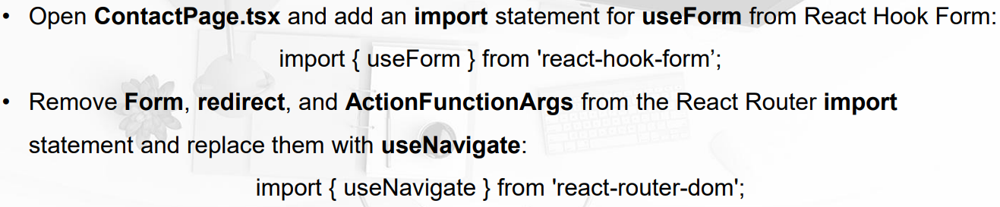 • Open ContactPage.tsx and add an import statement for useForm from React Hook Form:
import { useForm } from 'react-hook-form’;
• Remove Form, redirect, and ActionFunctionArgs from the React Router import
statement and replace them with useNavigate:
import { useNavigate } from 'react-router-dom';